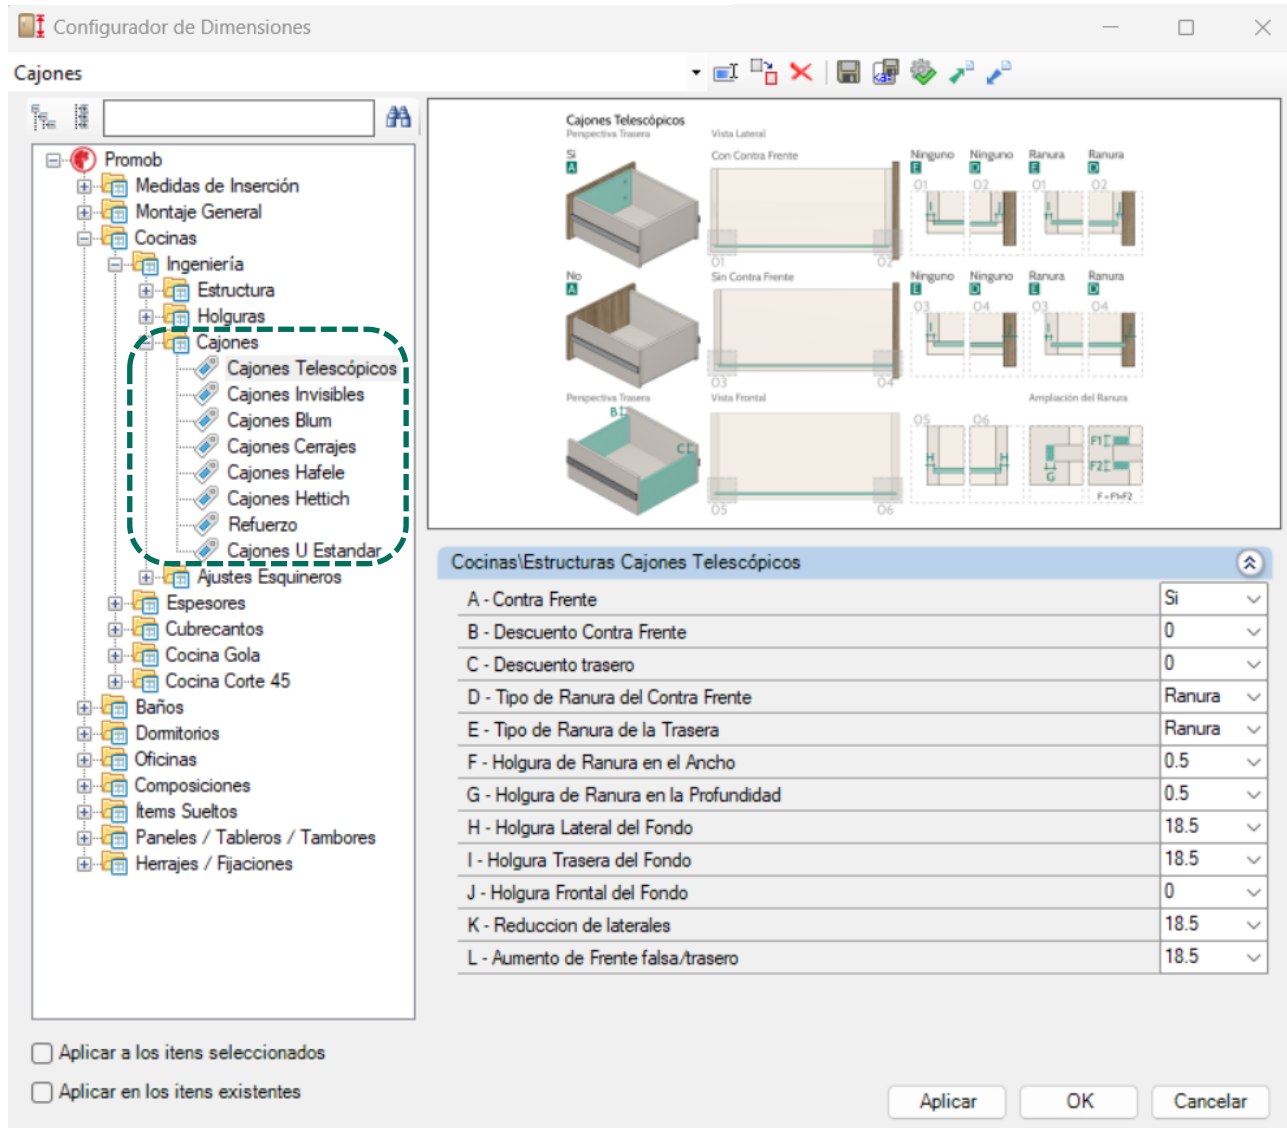 Configurador de Dimensiones
Cajones
Promob
Medidas de Inserción
Montaje General
Cocinas
Ingeniería
Estructura
Holguras
Cajones
Cajones Telescópicos
Cajones Invisibles
Cajones Blum
Cajones Cerrajes
Cajones Hafele
Cajones Hettich
Refuerzo
Cajones U Estandar
Ajustes Esquineros
Espesores
Cubrecantos
Cocina Gola
Cocina Corte 45
Baños
Dormitorios
Oficinas
Composiciones
Ítems Sueltos
Paneles / Tableros / Tambores
Herrajes / Fijaciones
Aplicar a los itens seleccionados
Aplicar en los itens existentes
Cajones Telescópicos
Perspectiva Trasera Vista Lateral
Si Con Contra Frente Ninguno Ninguno Ranura Ranura
A E D E D
01 02 01 02
I I I I
01 02
No Sin Contra Frente Ninguno Ninguno Ranura Ranura
A E D E D
03 04 03 04
I J I J
03 04
Perspectiva Trasera Vista Frontal Ampliación del Ranura
B C 05 06 F1
H H G F2
05 06 F = F1+F2
Cocinas\Estructuras Cajones Telescópicos
A - Contra Frente Si
B - Descuento Contra Frente 0
C - Descuento trasero 0
D - Tipo de Ranura del Contra Frente Ranura
E - Tipo de Ranura de la Trasera Ranura
F - Holgura de Ranura en el Ancho 0.5
G - Holgura de Ranura en la Profundidad 0.5
H - Holgura Lateral del Fondo 18.5
I - Holgura Trasera del Fondo 18.5
J - Holgura Frontal del Fondo 0
K - Reduccion de laterales 18.5
L - Aumento de Frente falsa/trasero 18.5
Aplicar OK Cancelar